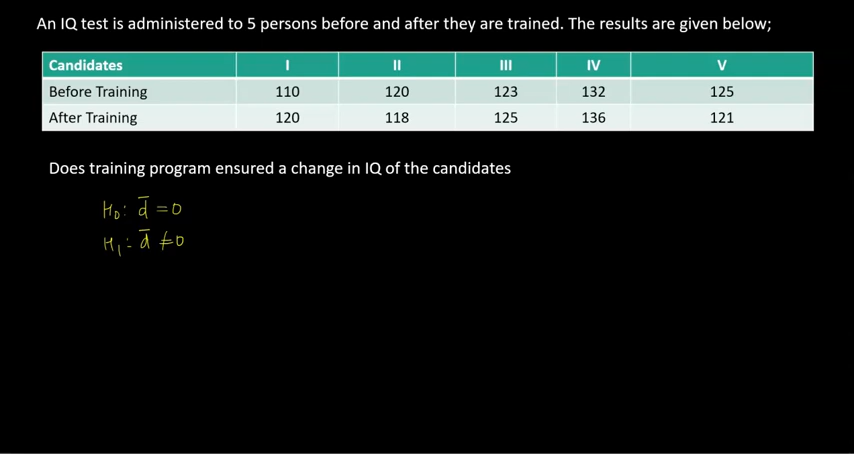 An IQ test is administered to 5 persons before and after they are trained. The results are given below;
Candidates I II III IV V
Before Training 110 120 123 132 125
After Training 120 118 125 136 121
Does training program ensured a change in IQ of the candidates
H₀: d̅ = 0
H₁: d̅ ≠ 0